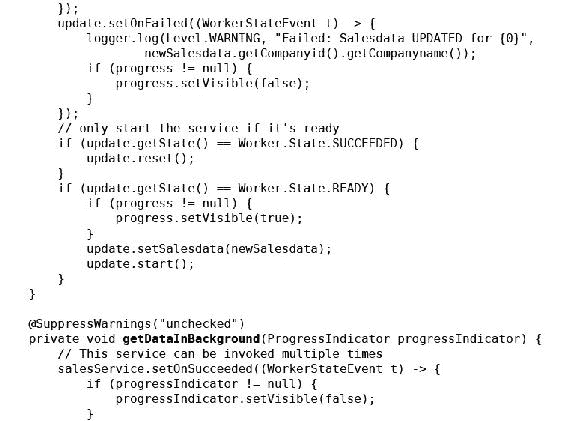 });
update.setOnFailed((WorkerStateEvent t) -> {
logger.log(Level.WARNING, "Failed: Salesdata UPDATED for {0}",
newSalesdata.getCompanyid().getCompanyname());
if (progress != null) {
progress.setVisible(false);
}
});
// only start the service if it's ready
if (update.getState() == Worker.State.SUCCEEDED) {
update.reset();
}
if (update.getState() == Worker.State.READY) {
if (progress != null) {
progress.setVisible(true);
}
update.setSalesdata(newSalesdata);
update.start();
}
}
@SuppressWarnings("unchecked")
private void getDataInBackground(ProgressIndicator progressIndicator) {
// This service can be invoked multiple times
salesService.setOnSucceeded((WorkerStateEvent t) -> {
if (progressIndicator != null) {
progressIndicator.setVisible(false);
}